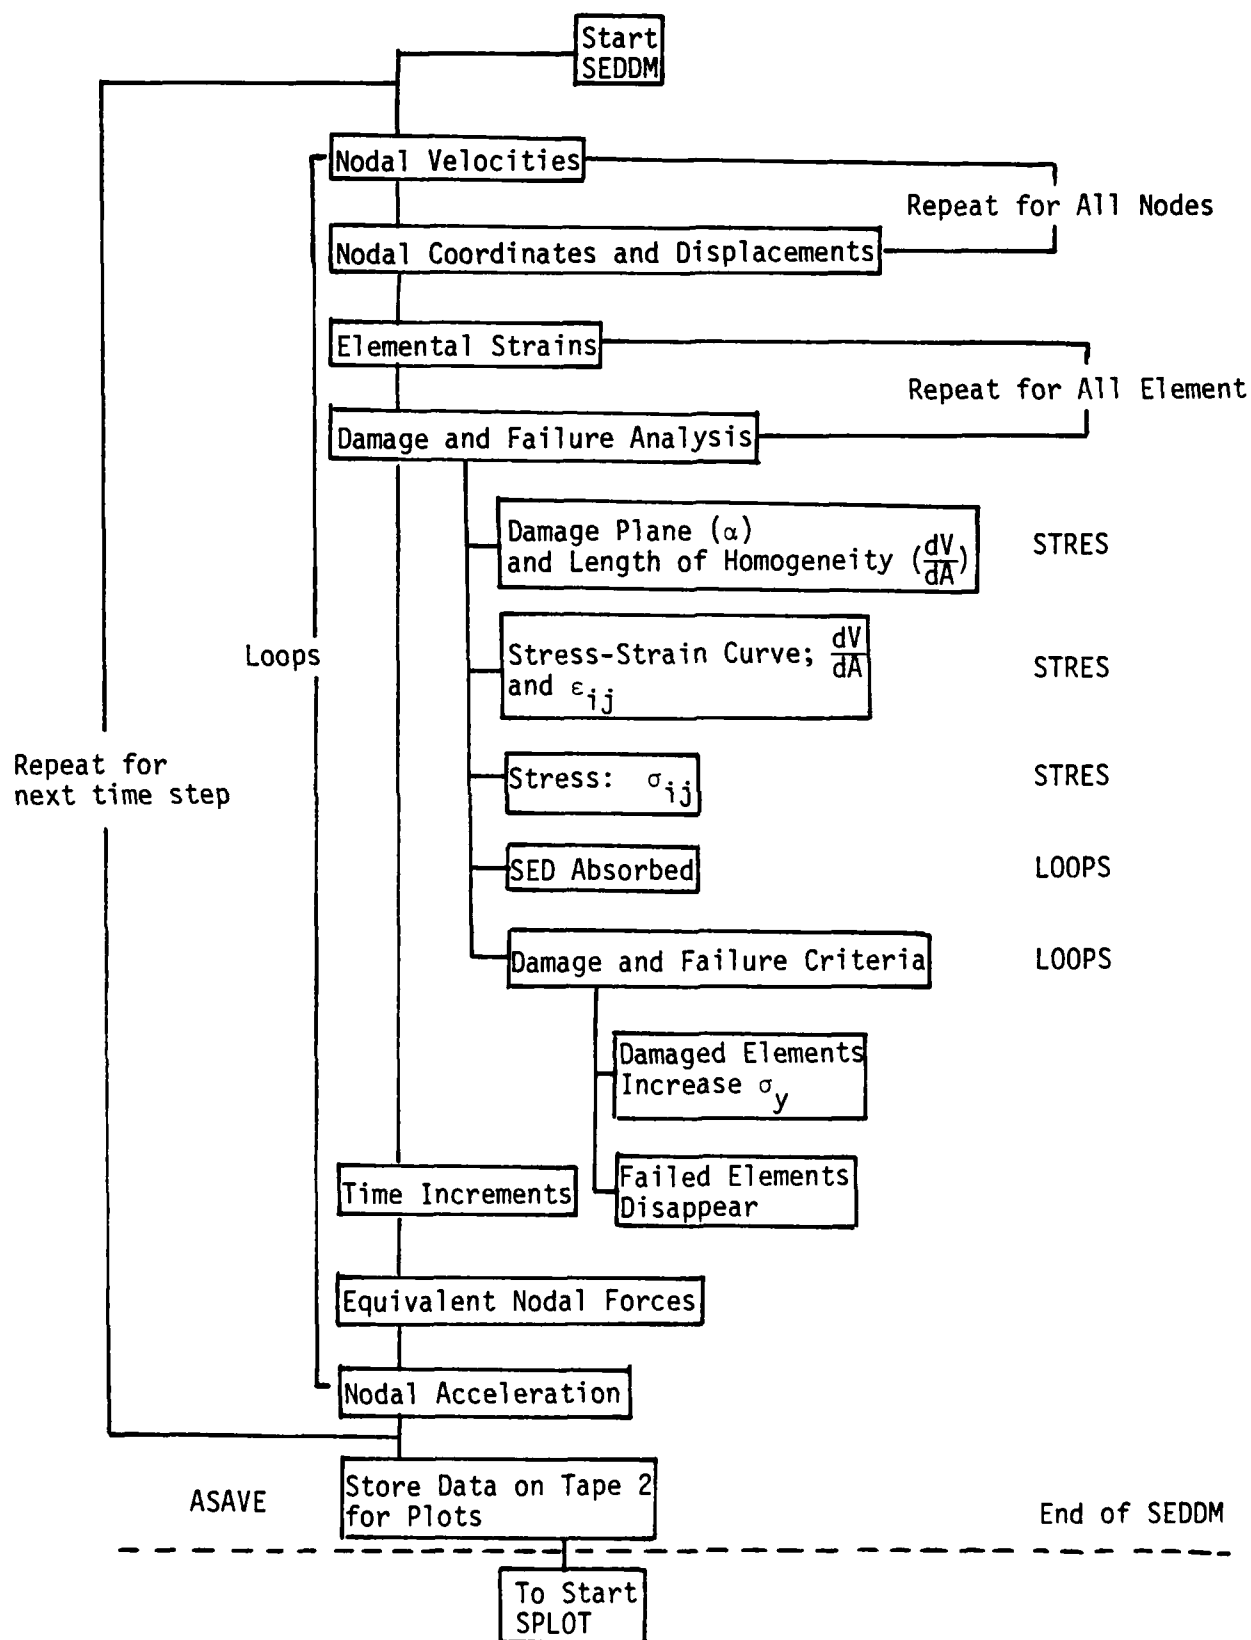 Start
SEDDM
Nodal Velocities
Repeat for All Nodes
Nodal Coordinates and Displacements
Elemental Strains
Repeat for All Element
Damage and Failure Analysis
Damage Plane (α)
and Length of Homogeneity (dV/dA)
STRES
Stress-Strain Curve; dV/dA
and ε_ij
STRES
Loops
Repeat for
next time step
Stress: σ_ij
STRES
SED Absorbed
LOOPS
Damage and Failure Criteria
LOOPS
Damaged Elements
Increase σ_y
Failed Elements
Disappear
Time Increments
Equivalent Nodal Forces
Nodal Acceleration
Store Data on Tape 2
for Plots
ASAVE
End of SEDDM
To Start
SPLOT